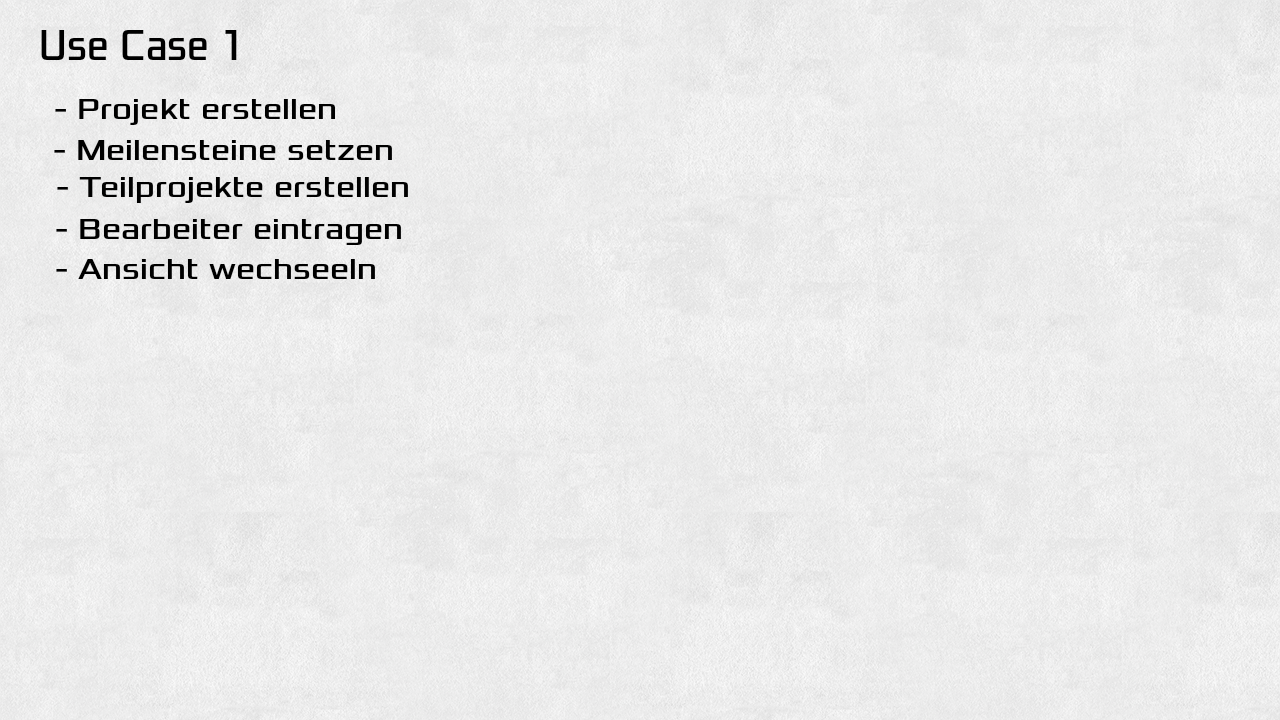 Use Case 1
- Projekt erstellen
- Meilensteine setzen
- Teilprojekte erstellen
- Bearbeiter eintragen
- Ansicht wechseeln